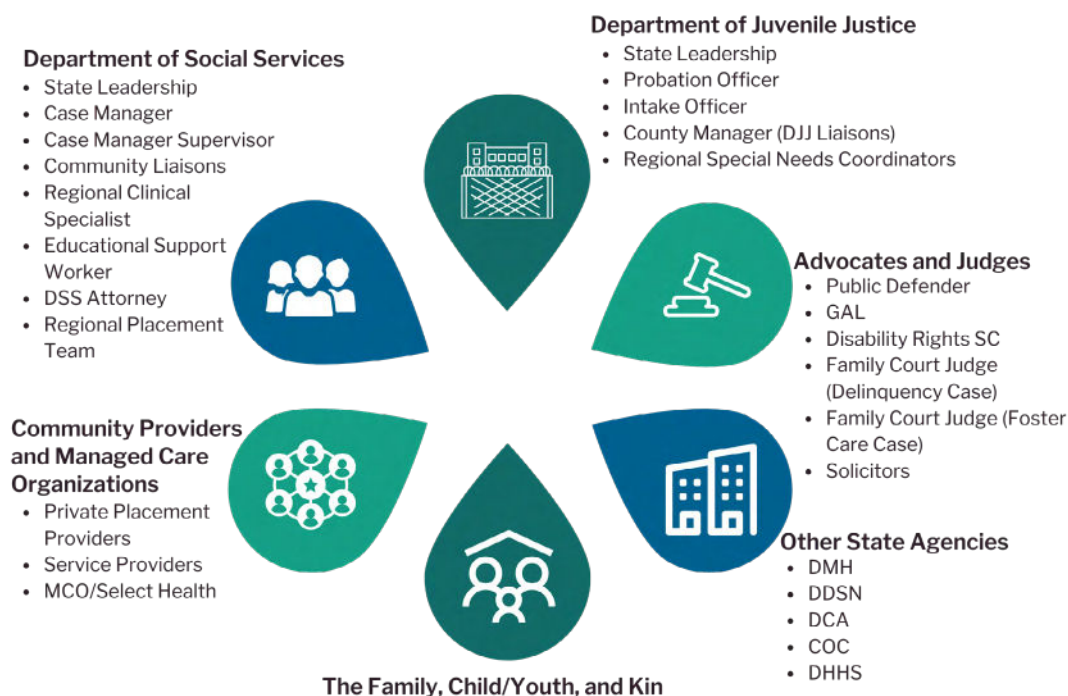 Department of Social Services
• State Leadership
• Case Manager
• Case Manager Supervisor
• Community Liaisons
• Regional Clinical
Specialist
• Educational Support
Worker
• DSS Attorney
• Regional Placement
Team
Department of Juvenile Justice
• State Leadership
• Probation Officer
• Intake Officer
• County Manager (DJJ Liaisons)
• Regional Special Needs Coordinators
Advocates and Judges
• Public Defender
• GAL
• Disability Rights SC
• Family Court Judge
(Delinquency Case)
• Family Court Judge (Foster
Care Case)
• Solicitors
Community Providers
and Managed Care
Organizations
• Private Placement
Providers
• Service Providers
• MCO/Select Health
Other State Agencies
• DMH
• DDSN
• DCA
• COC
• DHHS
The Family, Child/Youth, and Kin